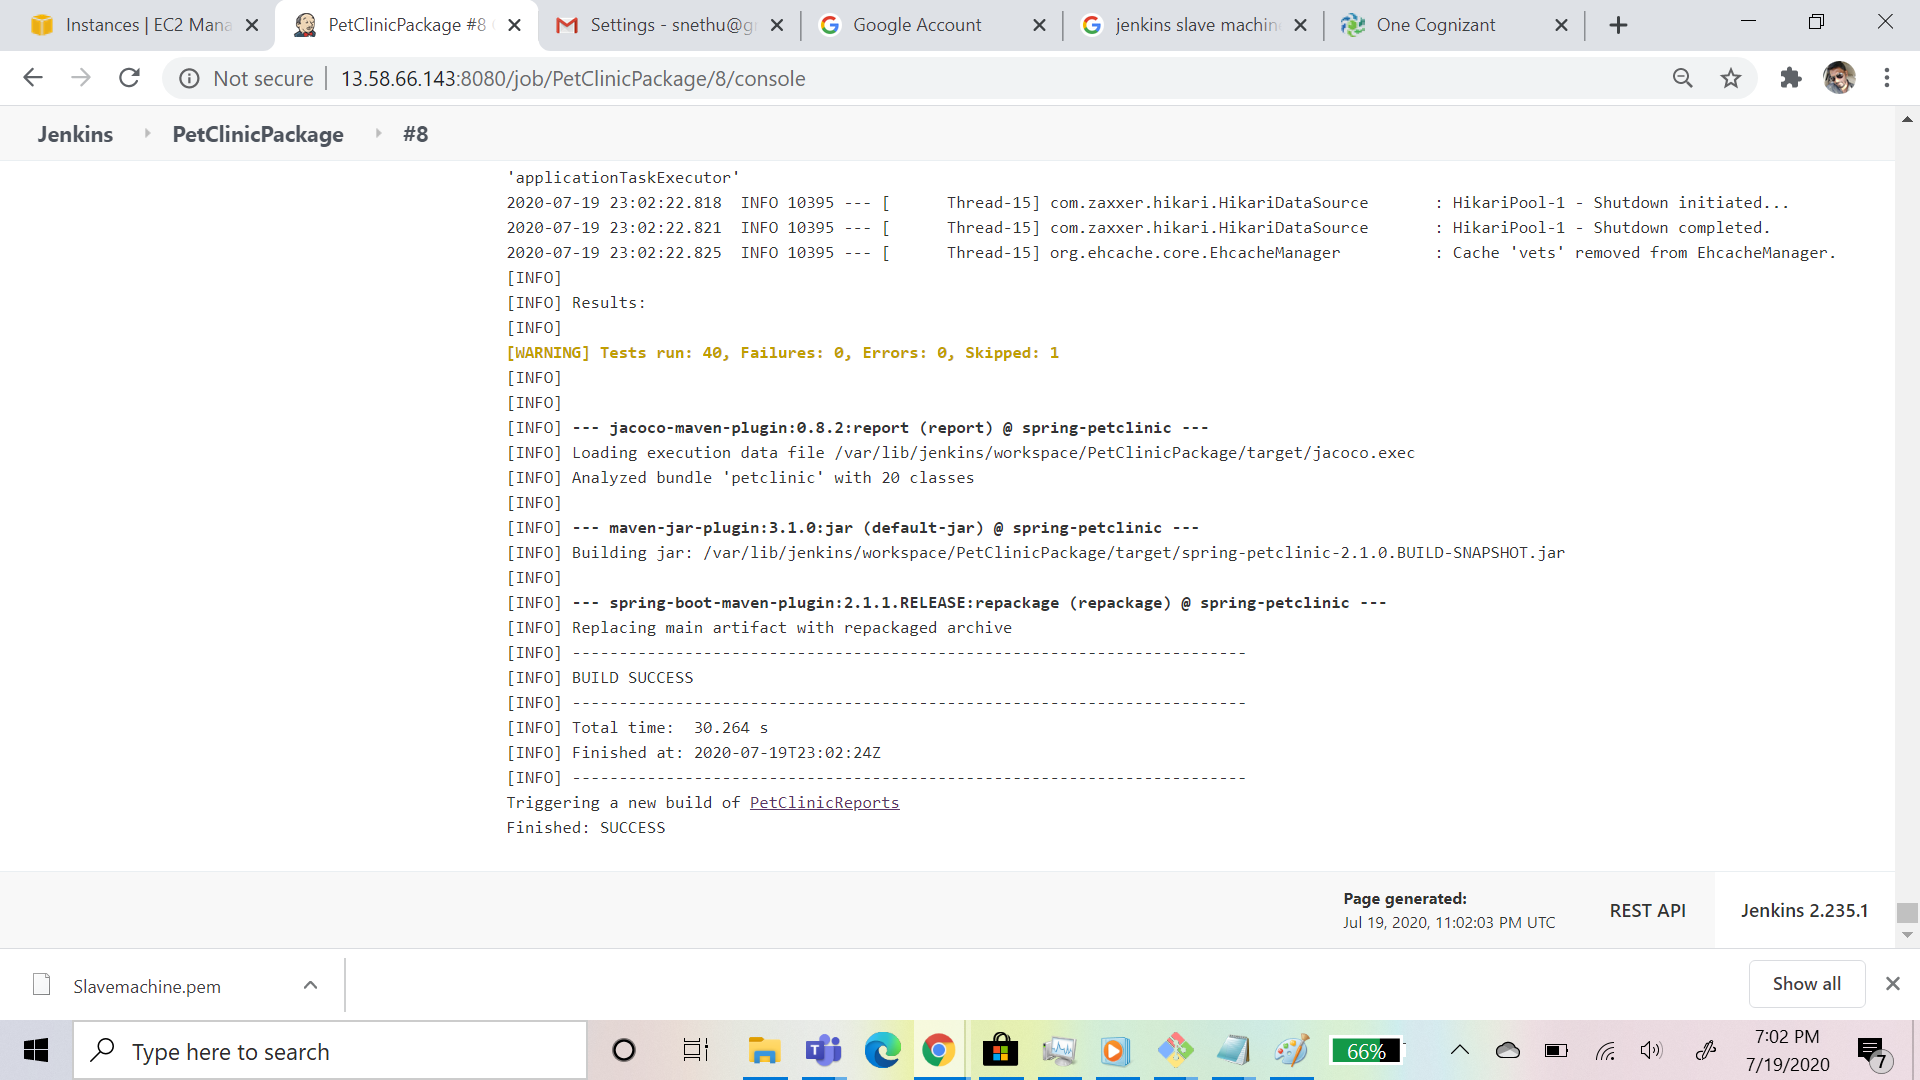 Instances | EC2 Mana
PetClinicPackage #8
Settings - snethu@g
Google Account
jenkins slave machin
One Cognizant
Not secure | 13.58.66.143:8080/job/PetClinicPackage/8/console
Jenkins PetClinicPackage #8
'applicationTaskExecutor'
2020-07-19 23:02:22.818  INFO 10395 --- [      Thread-15] com.zaxxer.hikari.HikariDataSource       : HikariPool-1 - Shutdown initiated...
2020-07-19 23:02:22.821  INFO 10395 --- [      Thread-15] com.zaxxer.hikari.HikariDataSource       : HikariPool-1 - Shutdown completed.
2020-07-19 23:02:22.825  INFO 10395 --- [      Thread-15] org.ehcache.core.EhcacheManager          : Cache 'vets' removed from EhcacheManager.
[INFO]
[INFO] Results:
[INFO]
[WARNING] Tests run: 40, Failures: 0, Errors: 0, Skipped: 1
[INFO]
[INFO]
[INFO] --- jacoco-maven-plugin:0.8.2:report (report) @ spring-petclinic ---
[INFO] Loading execution data file /var/lib/jenkins/workspace/PetClinicPackage/target/jacoco.exec
[INFO] Analyzed bundle 'petclinic' with 20 classes
[INFO]
[INFO] --- maven-jar-plugin:3.1.0:jar (default-jar) @ spring-petclinic ---
[INFO] Building jar: /var/lib/jenkins/workspace/PetClinicPackage/target/spring-petclinic-2.1.0.BUILD-SNAPSHOT.jar
[INFO]
[INFO] --- spring-boot-maven-plugin:2.1.1.RELEASE:repackage (repackage) @ spring-petclinic ---
[INFO] Replacing main artifact with repackaged archive
[INFO] ------------------------------------------------------------------------
[INFO] BUILD SUCCESS
[INFO] ------------------------------------------------------------------------
[INFO] Total time:  30.264 s
[INFO] Finished at: 2020-07-19T23:02:24Z
[INFO] ------------------------------------------------------------------------
Triggering a new build of PetClinicReports
Finished: SUCCESS
Page generated:
Jul 19, 2020, 11:02:03 PM UTC
REST API
Jenkins 2.235.1
Slavemachine.pem
Show all
Type here to search
66%
7:02 PM
7/19/2020
7